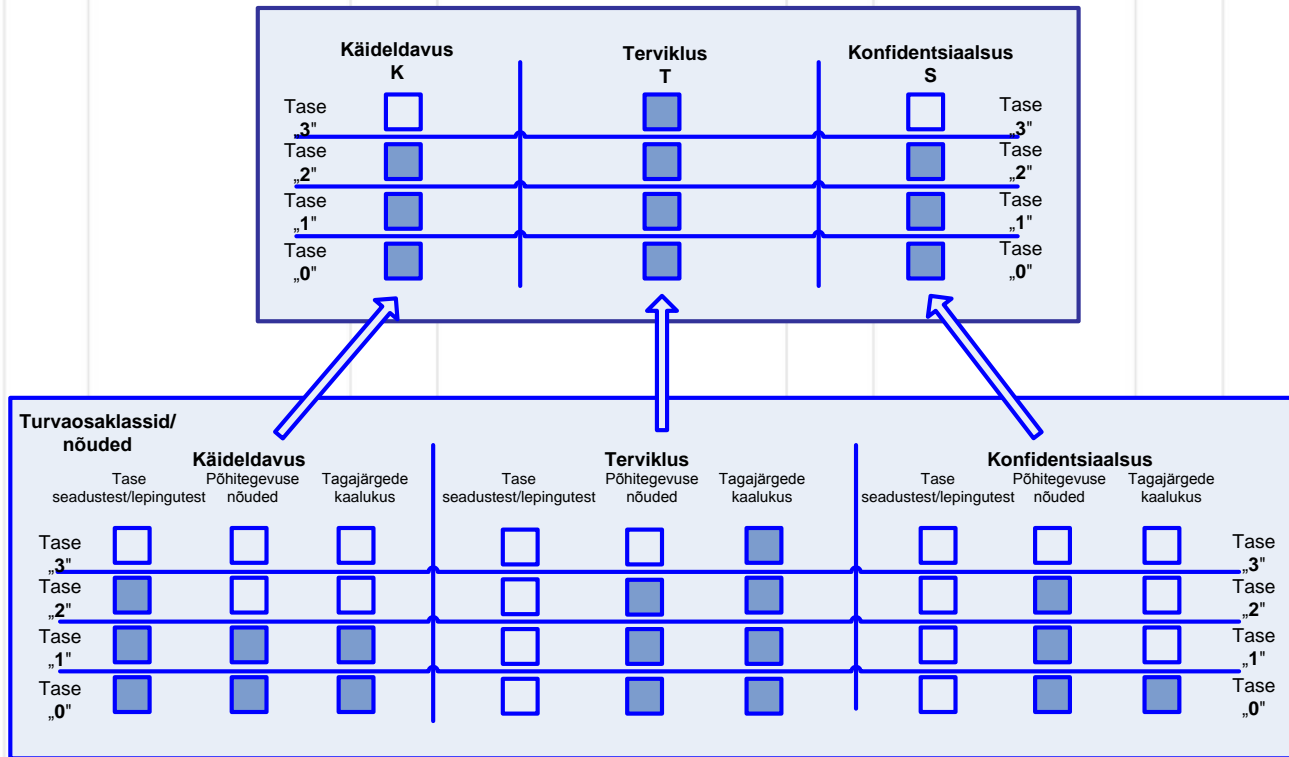 Käideldavus
K
Terviklus
T
Konfidentsiaalsus
S
Tase
„3"
Tase
„3"
Tase
„2"
Tase
„2"
Tase
„1"
Tase
„1"
Tase
„0"
Tase
„0"
Turvaosaklassid/
nõuded
Käideldavus
Tase
seadustest/lepingutest
Põhitegevuse
nõuded
Tagajärgede
kaalukus
Terviklus
Tase
seadustest/lepingutest
Põhitegevuse
nõuded
Tagajärgede
kaalukus
Konfidentsiaalsus
Tase
seadustest/lepingutest
Põhitegevuse
nõuded
Tagajärgede
kaalukus
Tase
„3"
Tase
„3"
Tase
„2"
Tase
„2"
Tase
„1"
Tase
„1"
Tase
„0"
Tase
„0"